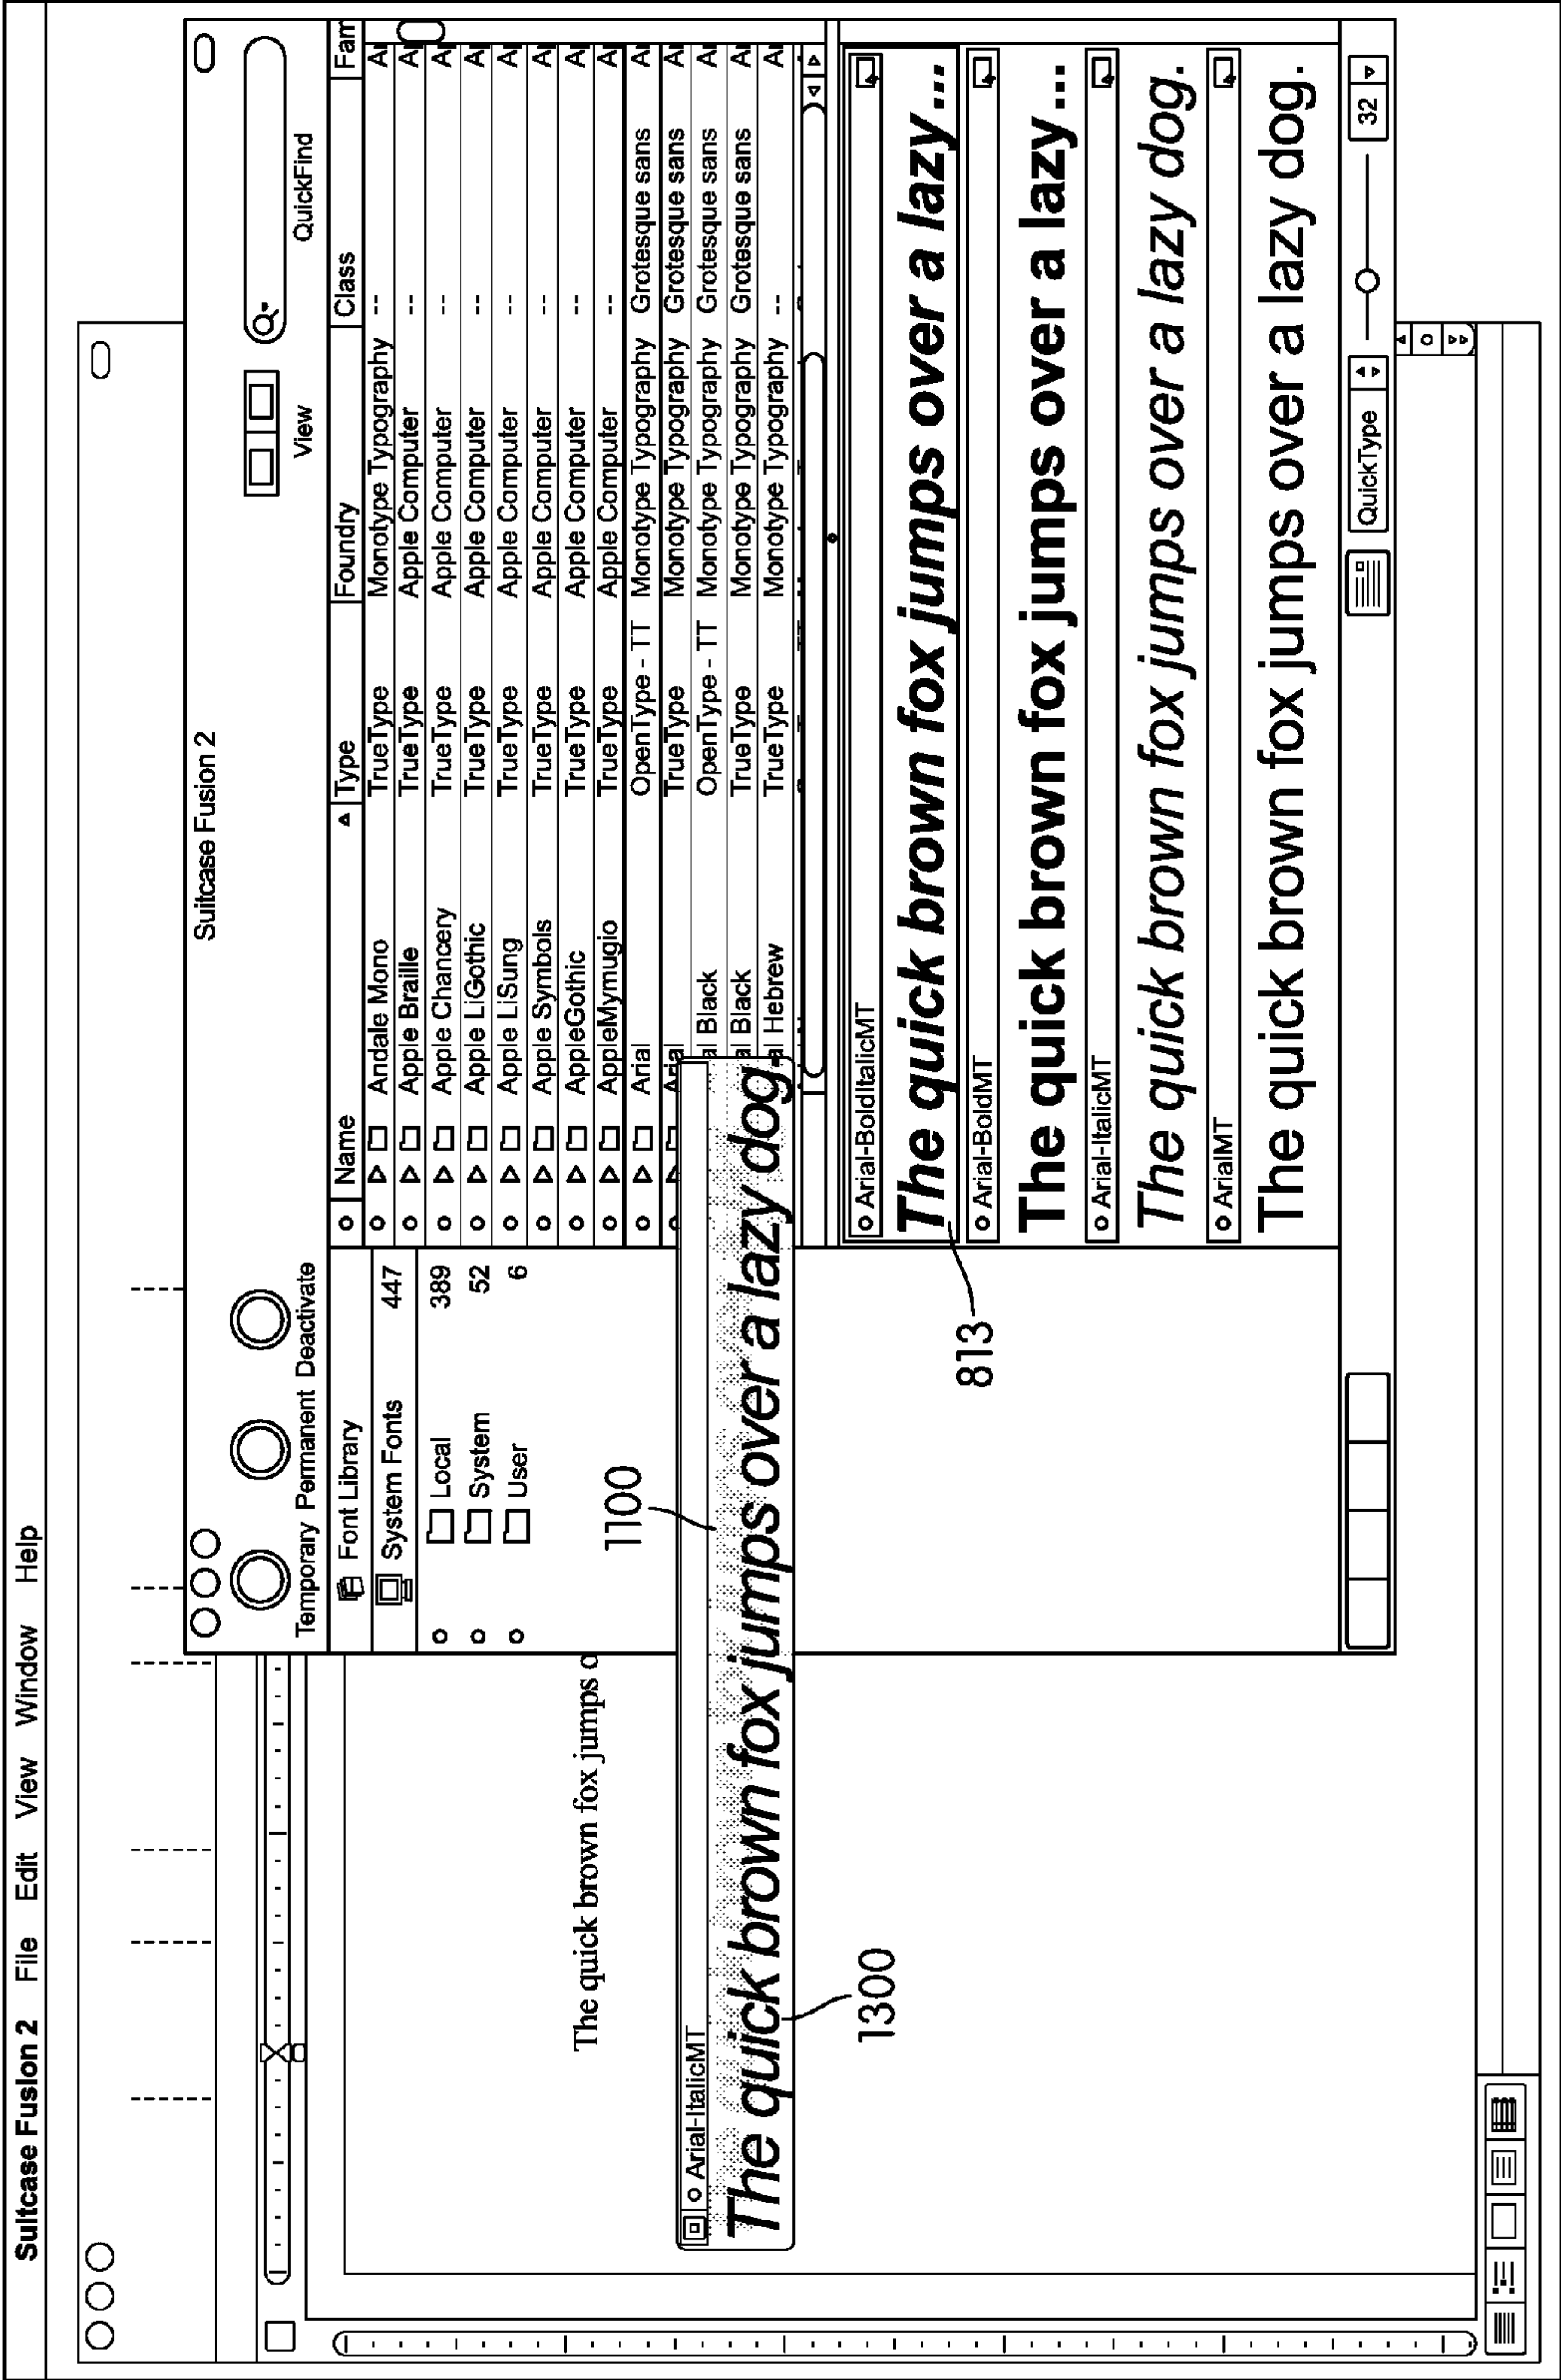 Suitcase Fusion 2 File Edit View Window Help
Suitcase Fusion 2
Temporary Permanent Deactivate View QuickFind
Font Library
System Fonts 447
Local 389
System 52
User 6
Name Type Foundry Class Fam
Andale Mono TrueType Monotype Typography --
Apple Braille TrueType Apple Computer --
Apple Chancery TrueType Apple Computer --
Apple LiGothic TrueType Apple Computer --
Apple LiSung TrueType Apple Computer --
Apple Symbols TrueType Apple Computer --
AppleGothic TrueType Apple Computer --
AppleMymugio TrueType Apple Computer --
Arial OpenType - TT Monotype Typography Grotesque sans
Arial TrueType Monotype Typography Grotesque sans
al Black OpenType - TT Monotype Typography Grotesque sans
al Black TrueType Monotype Typography Grotesque sans
al Hebrew TrueType Monotype Typography --
The quick brown fox jumps o
1100
Arial-ItalicMT
The quick brown fox jumps over a lazy dog.
1300
813
Arial-BoldItalicMT
The quick brown fox jumps over a lazy...
Arial-BoldMT
The quick brown fox jumps over a lazy...
Arial-ItalicMT
The quick brown fox jumps over a lazy dog.
ArialMT
The quick brown fox jumps over a lazy dog.
QuickType 32